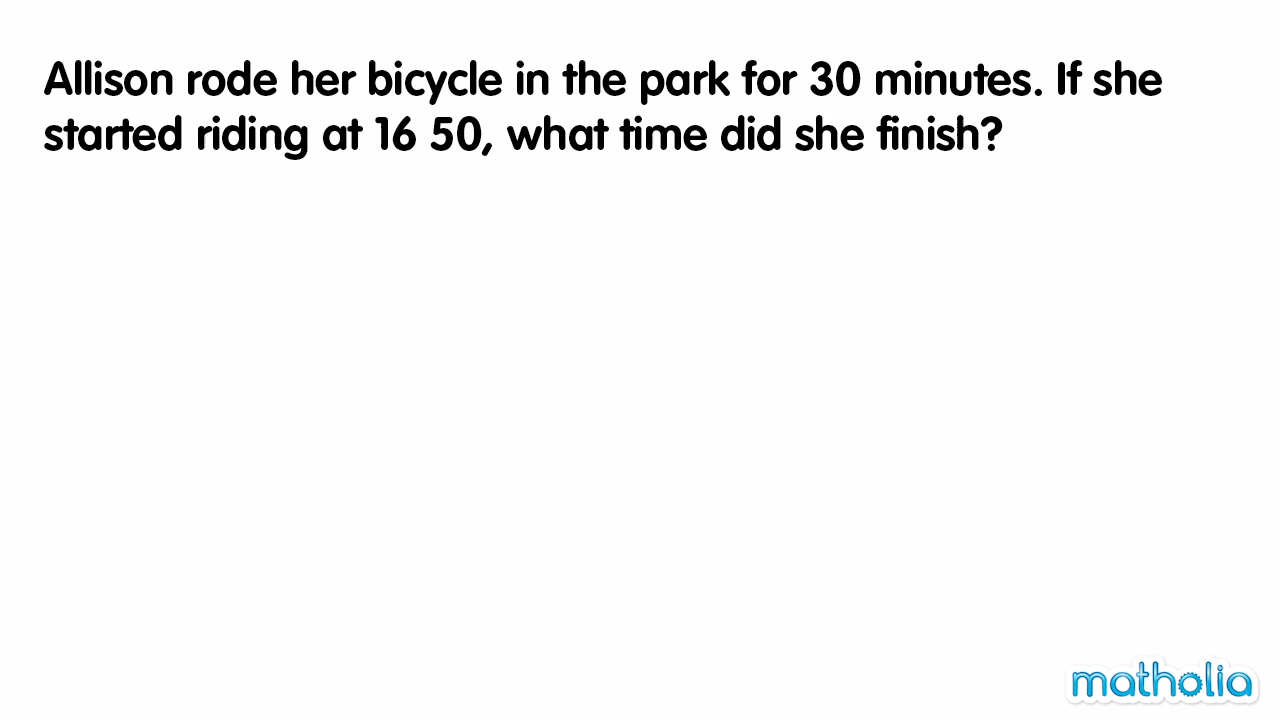 Allison rode her bicycle in the park for 30 minutes. If she
started riding at 16 50, what time did she finish?
matholia